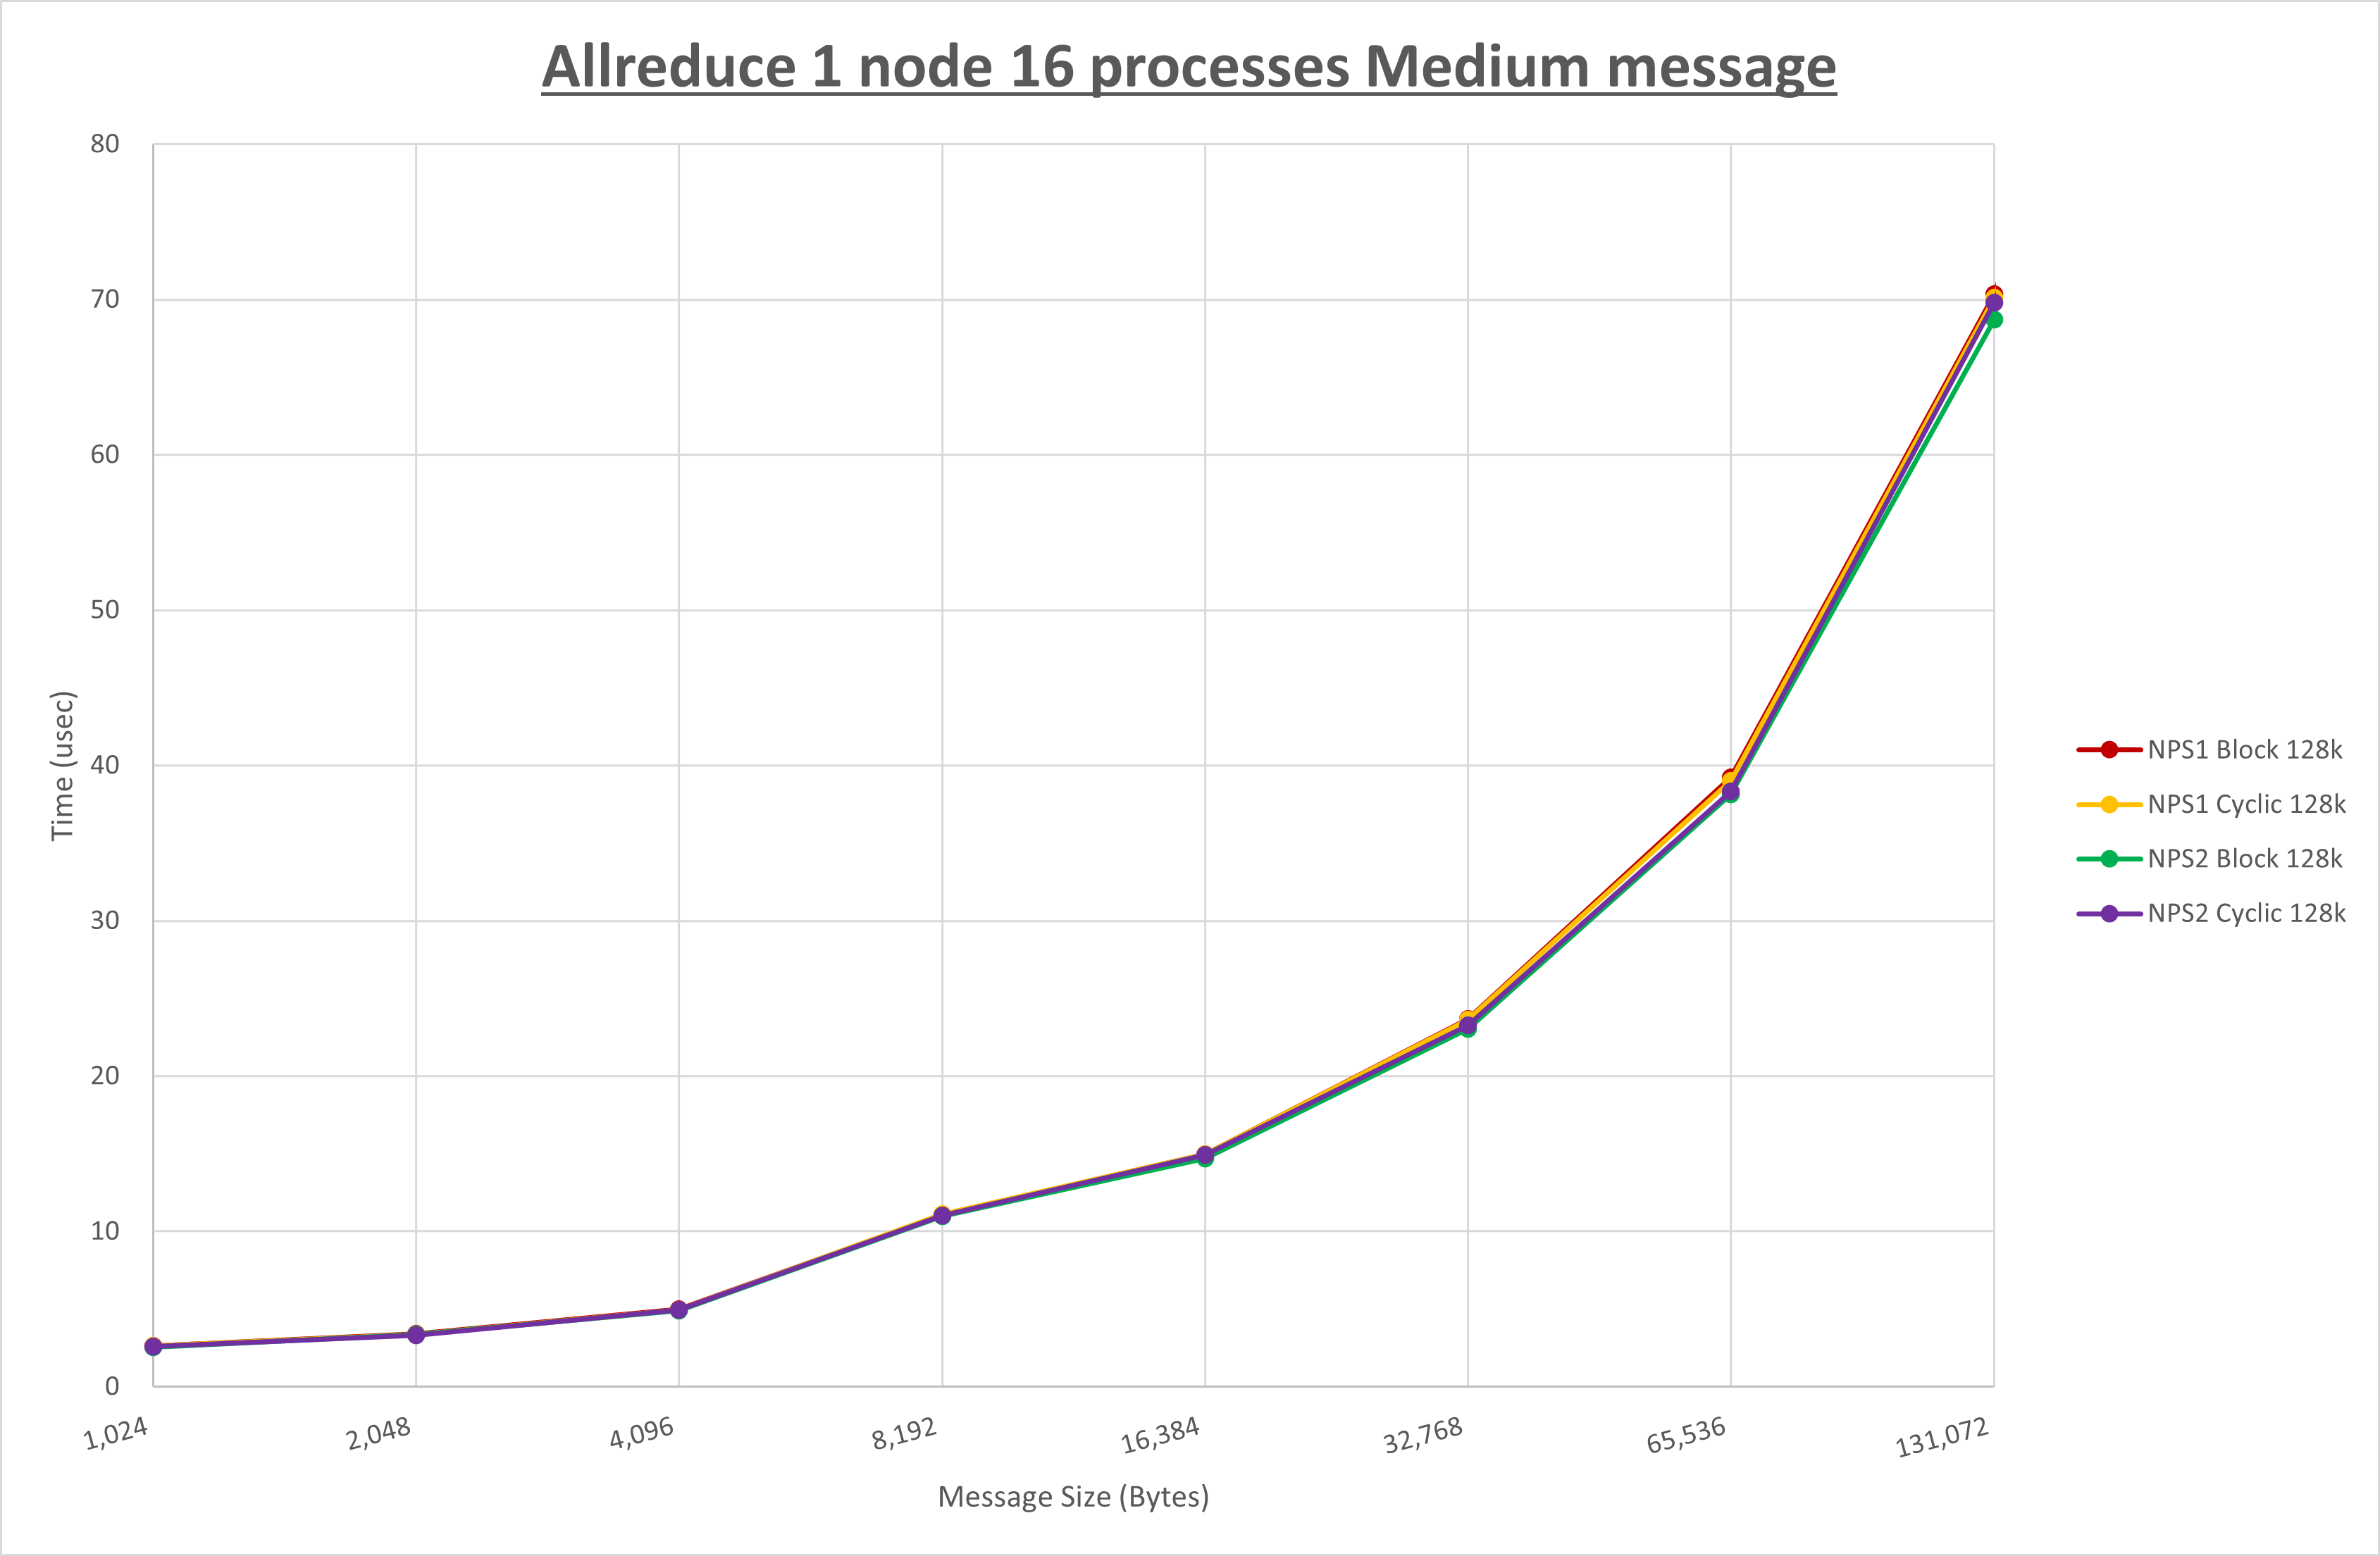 Allreduce 1 node 16 processes Medium message
80
70
60
50
40
30
20
10
0
Time (usec)
1,024
2,048
4,096
8,192
16,384
32,768
65,536
131,072
Message Size (Bytes)
NPS1 Block 128k
NPS1 Cyclic 128k
NPS2 Block 128k
NPS2 Cyclic 128k